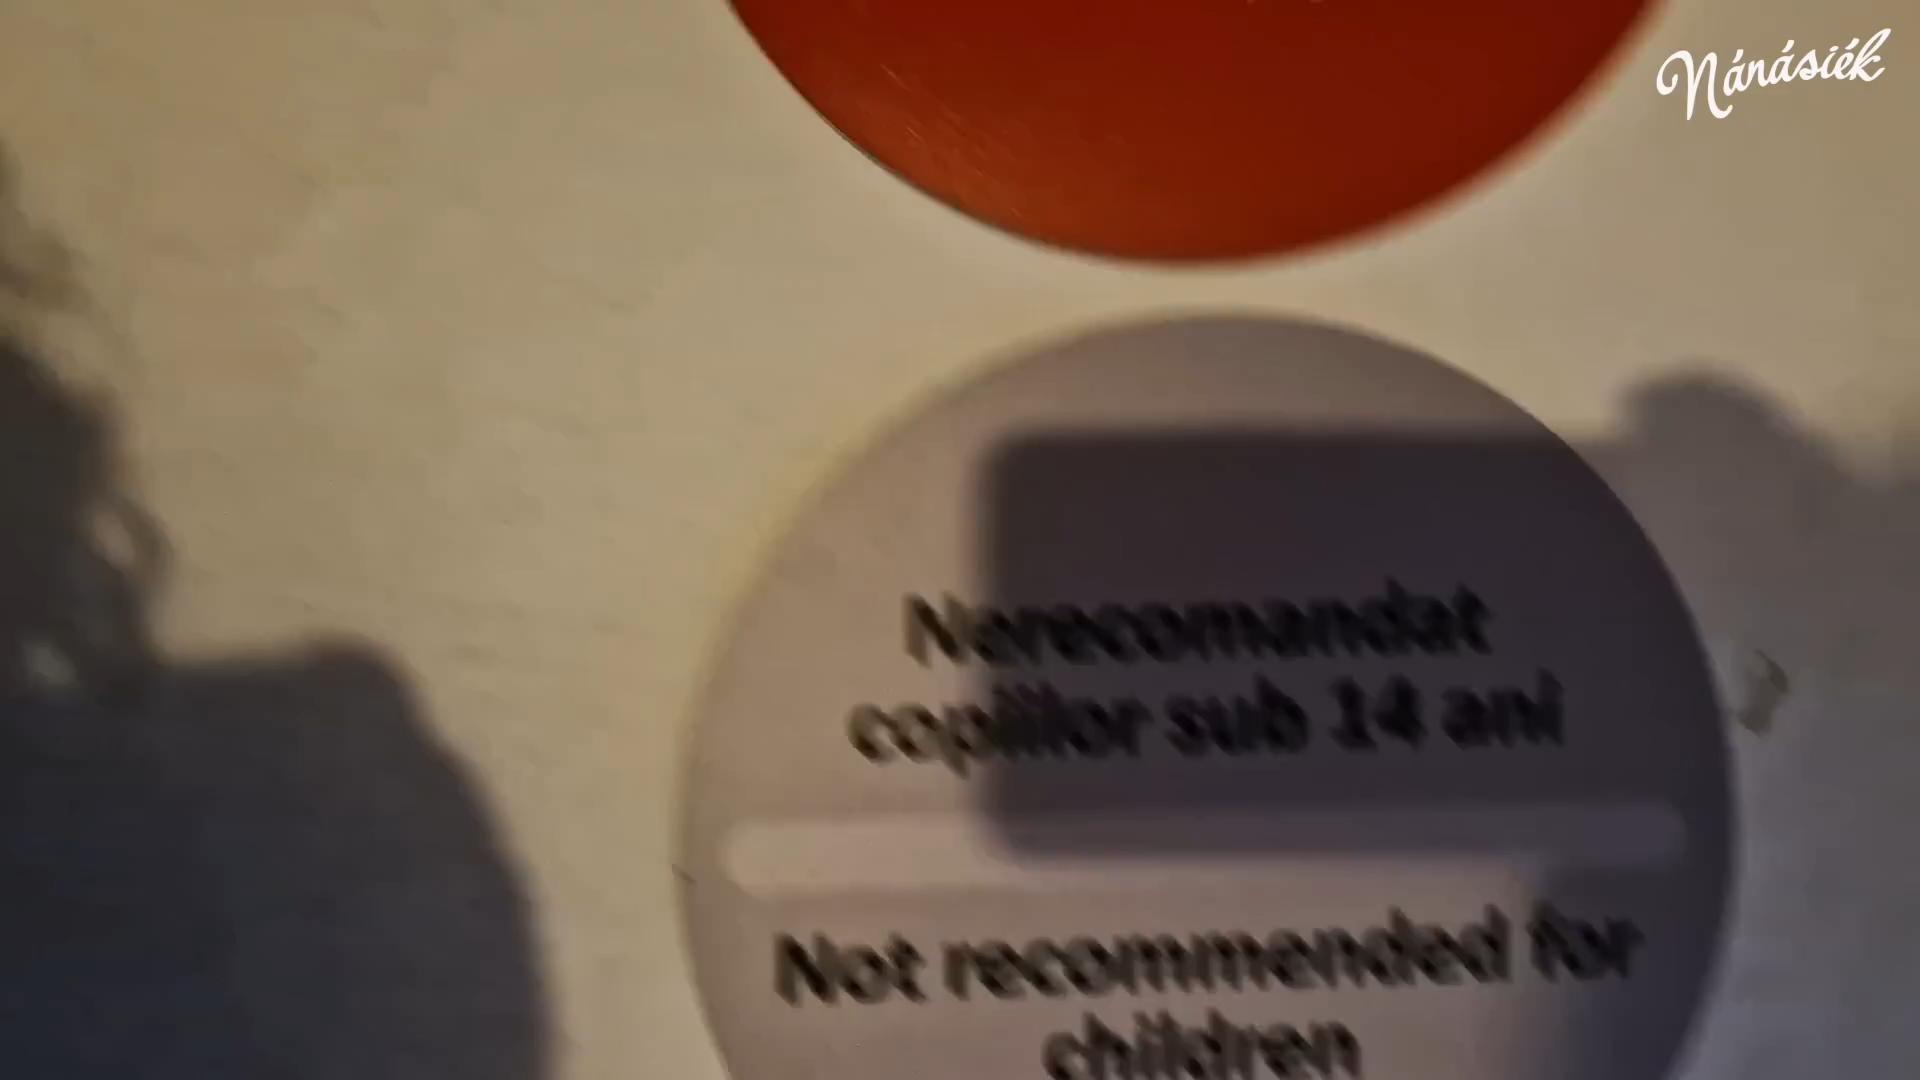 Nánásiék
Nerecomandat
copiilor sub 14 ani
Not recommended for
children